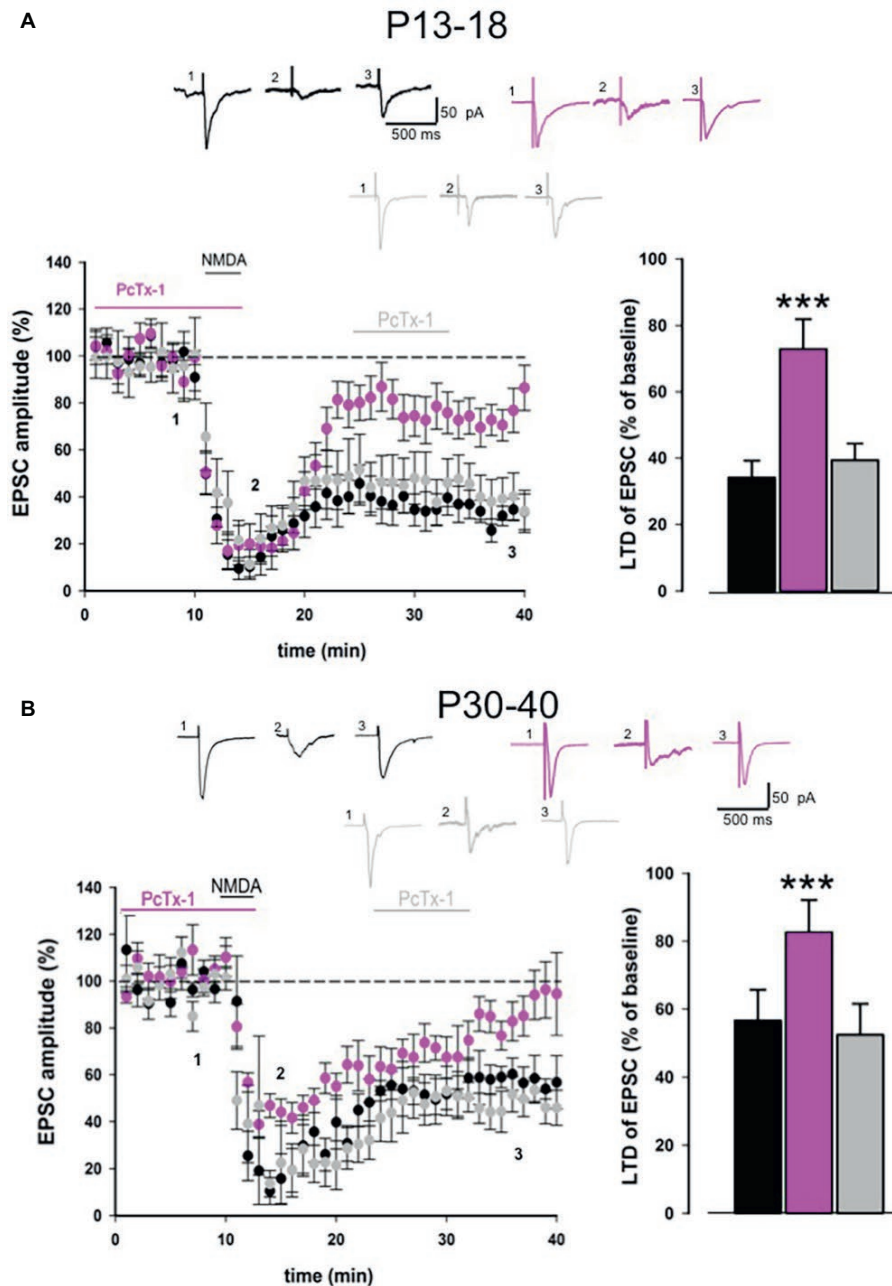 A
P13-18
1 2 3
50 pA
500 ms
1 2 3
1 2 3
NMDA
PcTx-1
PcTx-1
EPSC amplitude (%)
140
120
100
80
60
40
20
0
1
2
3
0 10 20 30 40
time (min)
LTD of EPSC (% of baseline)
100
80
60
40
20
0
***
B
P30-40
1 2 3
1 2 3
50 pA
500 ms
1 2 3
NMDA
PcTx-1
PcTx-1
EPSC amplitude (%)
140
120
100
80
60
40
20
0
1
2
3
0 10 20 30 40
time (min)
LTD of EPSC (% of baseline)
100
80
60
40
20
0
***